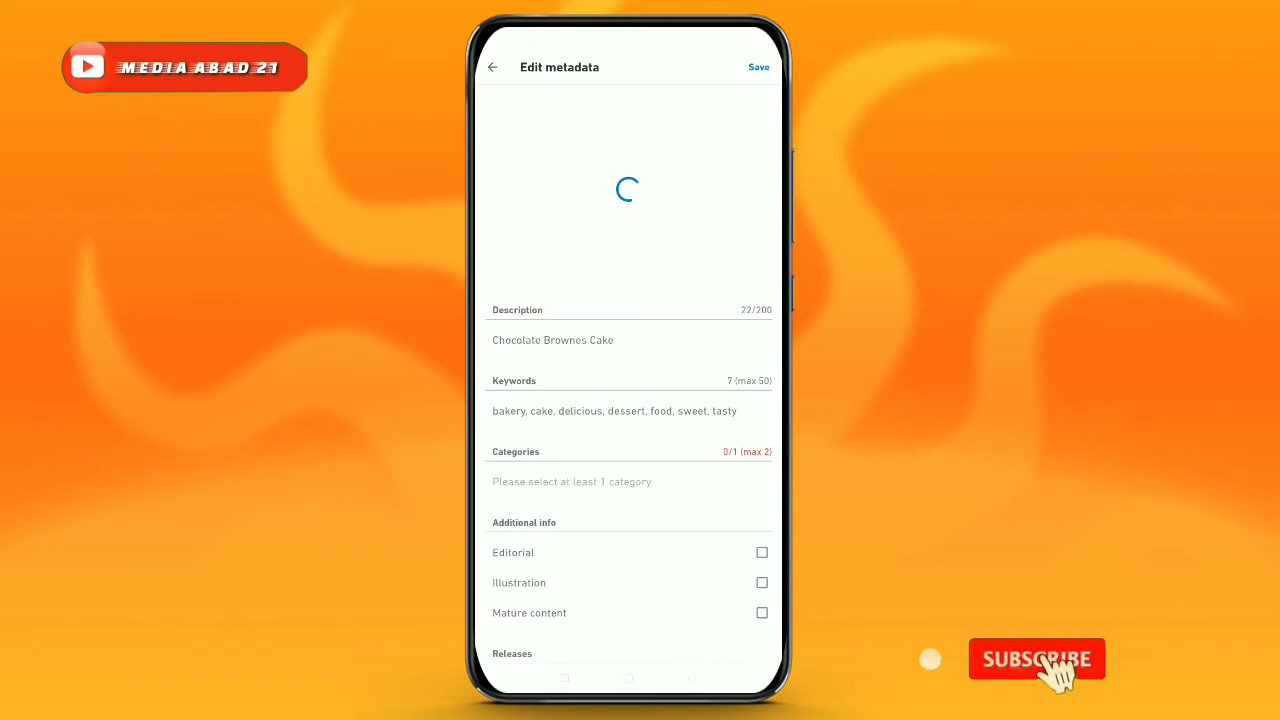 MEDIA ABAD 21
Edit metadata
Save
Description
22/200
Chocolate Brownes Cake
Keywords
7 (max 50)
bakery, cake, delicious, dessert, food, sweet, tasty
Categories
0/1 (max 2)
Please select at least 1 category
Additional info
Editorial
Illustration
Mature content
Releases
SUBSCRIBE